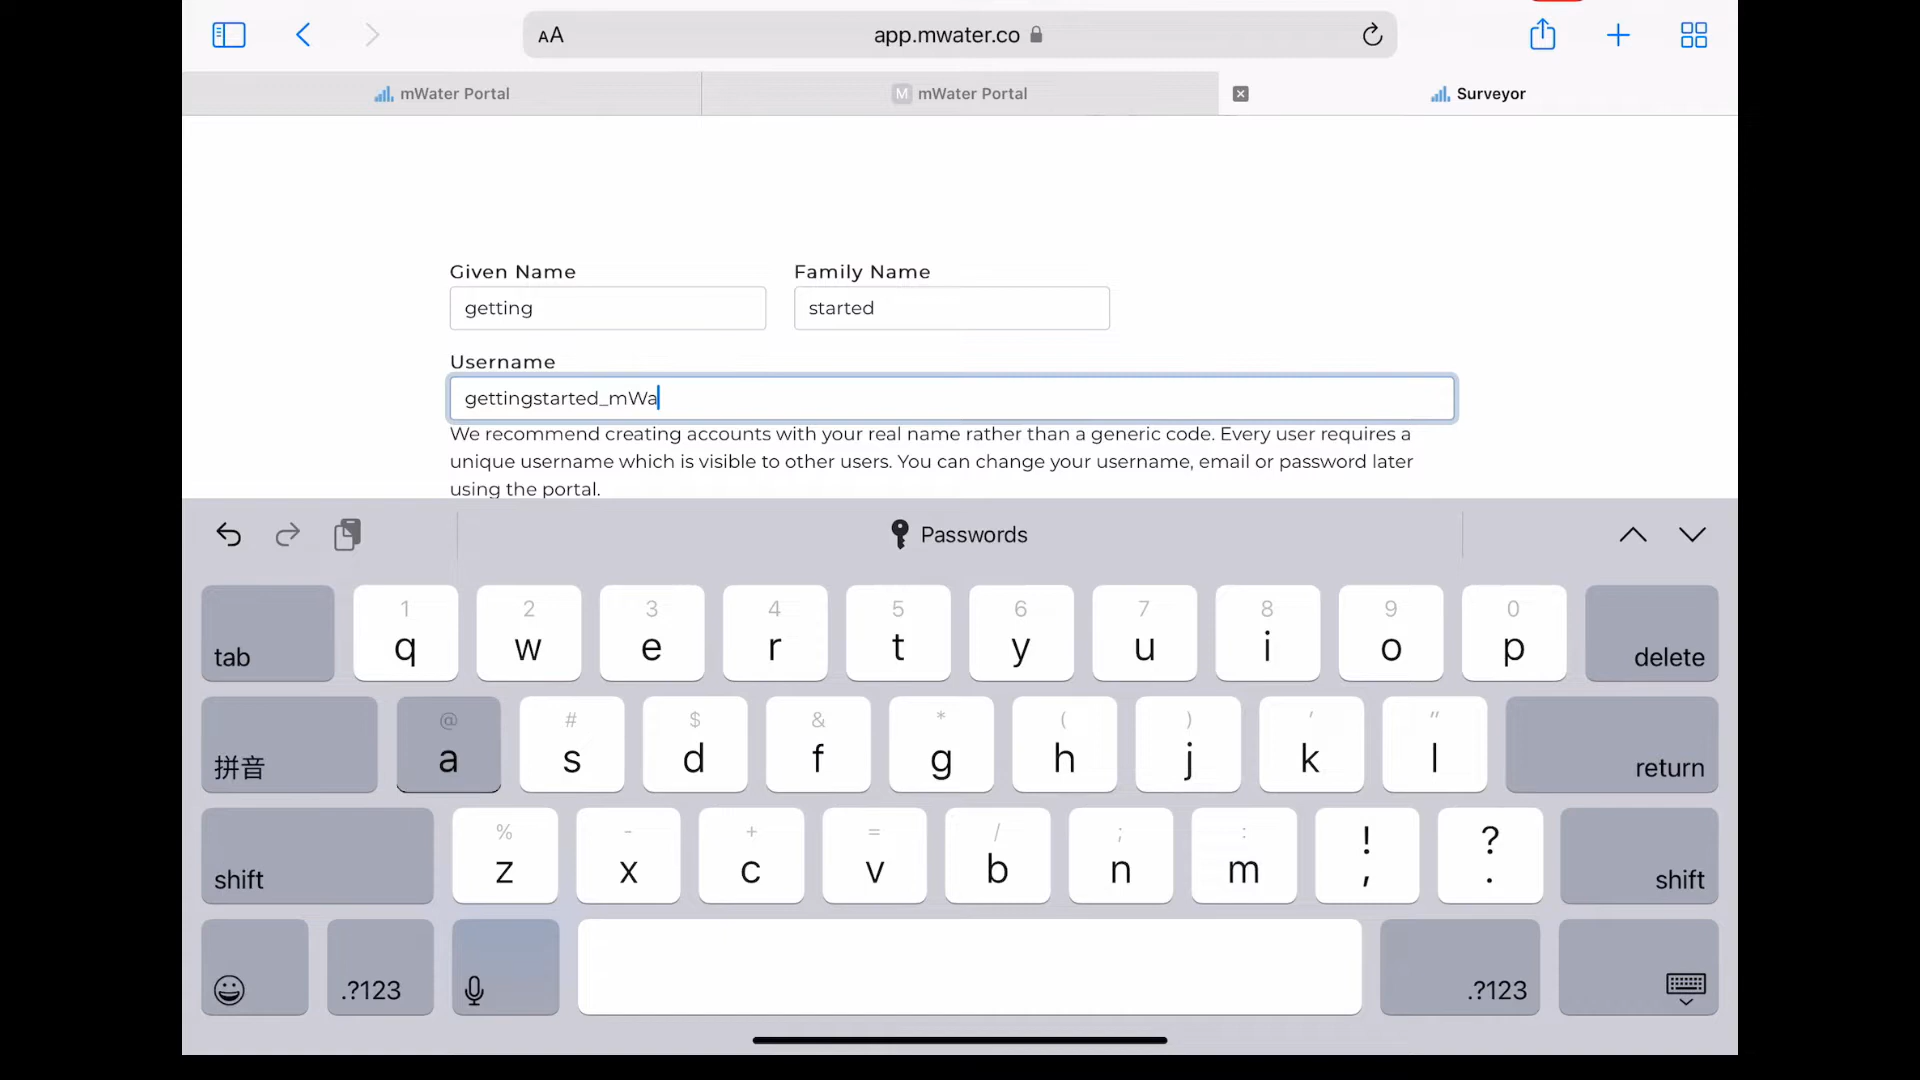 AA app.mwater.co
mWater Portal M mWater Portal Surveyor
Given Name Family Name
getting started
Username
gettingstarted_mWa
We recommend creating accounts with your real name rather than a generic code. Every user requires a
unique username which is visible to other users. You can change your username, email or password later
using the portal.
Passwords
1 2 3 4 5 6 7 8 9 0
tab q w e r t y u i o p delete
@ # $ & * ( ) ' "
拼音 a s d f g h j k l return
% - + = / ; : ! ?
shift z x c v b n m , . shift
.?123 .?123